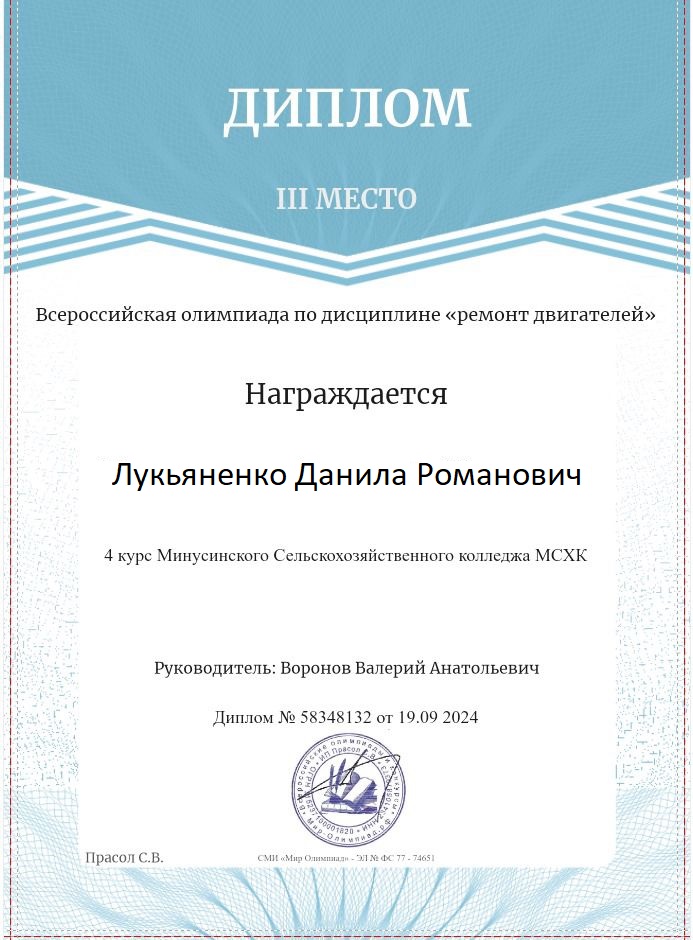 ДИПЛОМ
III МЕСТО
Всероссийская олимпиада по дисциплине «ремонт двигателей»
Награждается
Лукьяненко Данила Романович
4 курс Минусинского Сельскохозяйственного колледжа МСХК
Руководитель: Воронов Валерий Анатольевич
Диплом № 58348132 от 19.09 2024
Всероссийские олимпиады и конкурсы
Мир-Олимпиад.рф
ИП Прасол С.В.
Прасол С.В.
СМИ «Мир Олимпиад» - ЭЛ № ФС 77 - 74651